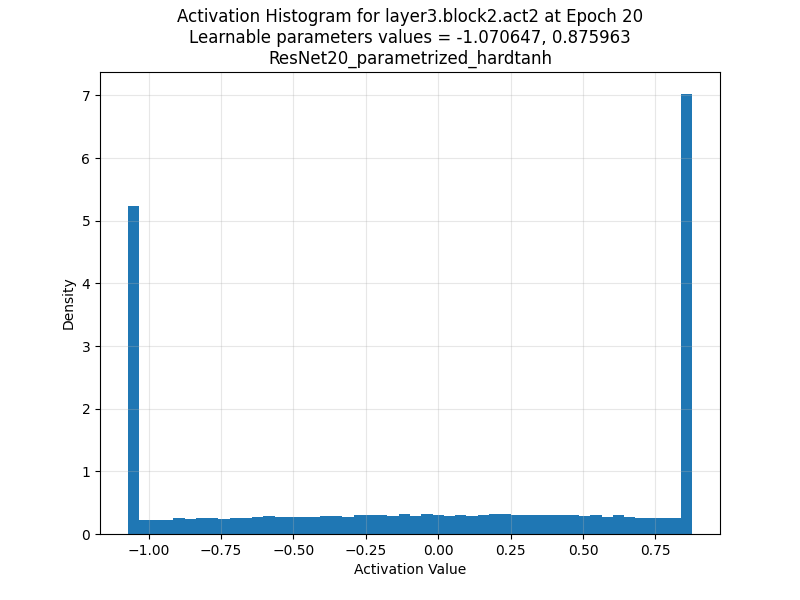 Activation Histogram for layer3.block2.act2 at Epoch 20
Learnable parameters values = -1.070647, 0.875963
ResNet20_parametrized_hardtanh
7
6
5
4
3
2
1
0
Density
−1.00 −0.75 −0.50 −0.25 0.00 0.25 0.50 0.75
Activation Value